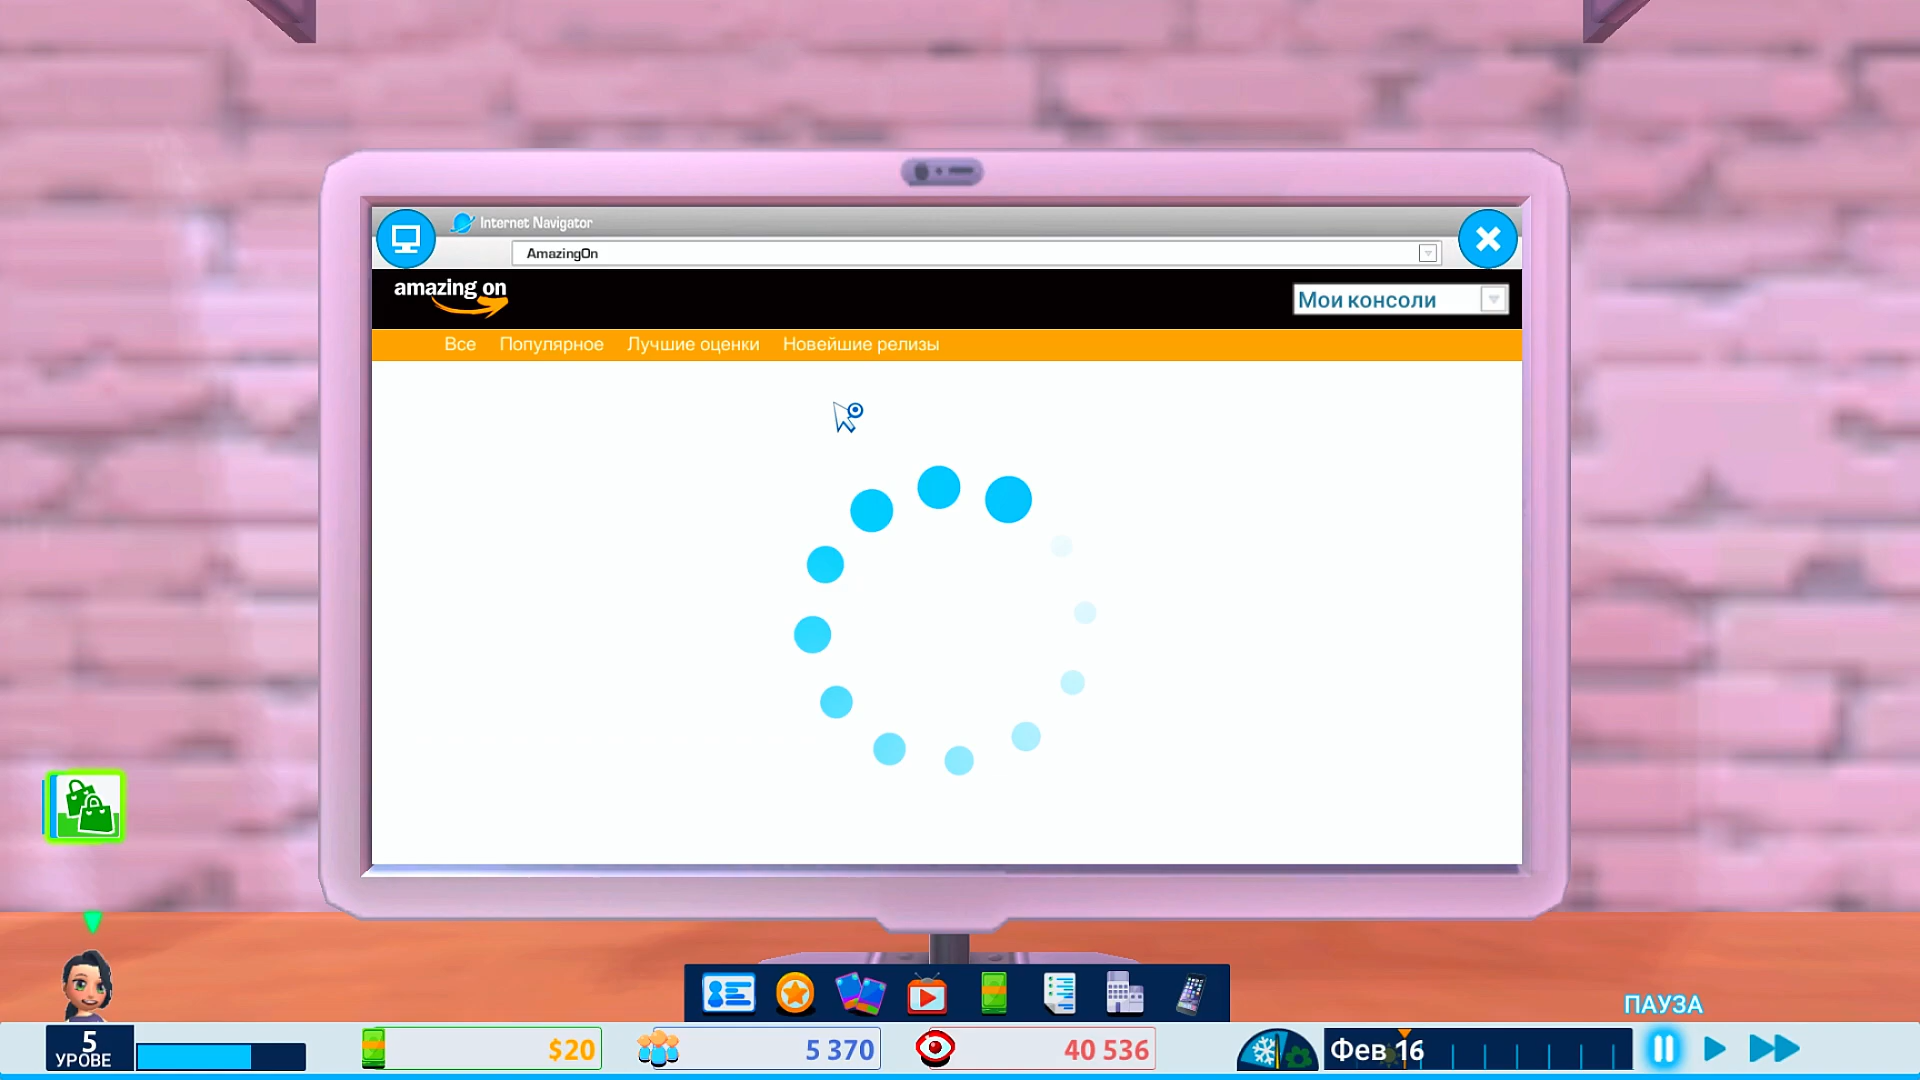 Internet Navigator
AmazingOn
amazing on
Мои консоли
Все Популярное Лучшие оценки Новейшие релизы
ПАУЗА
5
УРОВЕ
$20
5 370
40 536
Фев 16